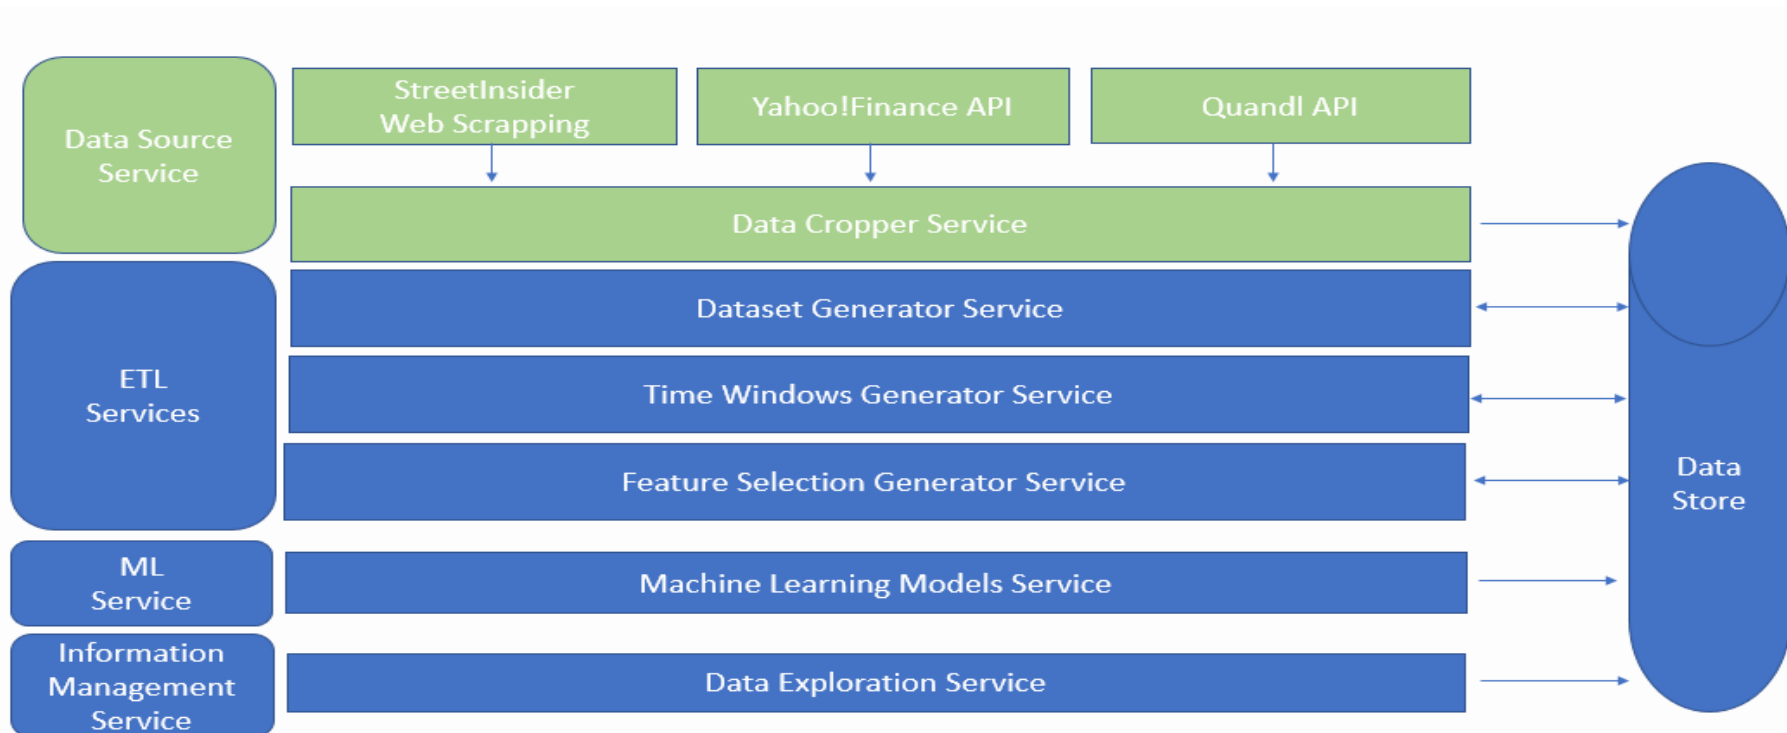 Data Source
Service
StreetInsider
Web Scrapping
Yahoo!Finance API
Quandl API
Data Cropper Service
ETL
Services
Dataset Generator Service
Time Windows Generator Service
Feature Selection Generator Service
Data
Store
ML
Service
Machine Learning Models Service
Information
Management
Service
Data Exploration Service